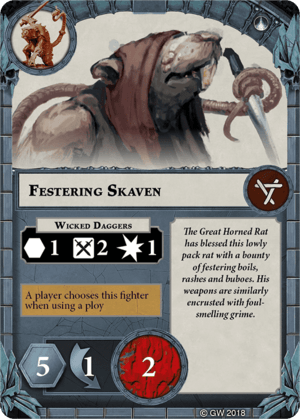 FESTERING SKAVEN
WICKED DAGGERS
1 2 1
A player chooses this fighter
when using a ploy
The Great Horned Rat
has blessed this lowly
pack rat with a bounty
of festering boils,
rashes and buboes. His
weapons are similarly
encrusted with foul-
smelling grime.
5 1 2
© GW 2018